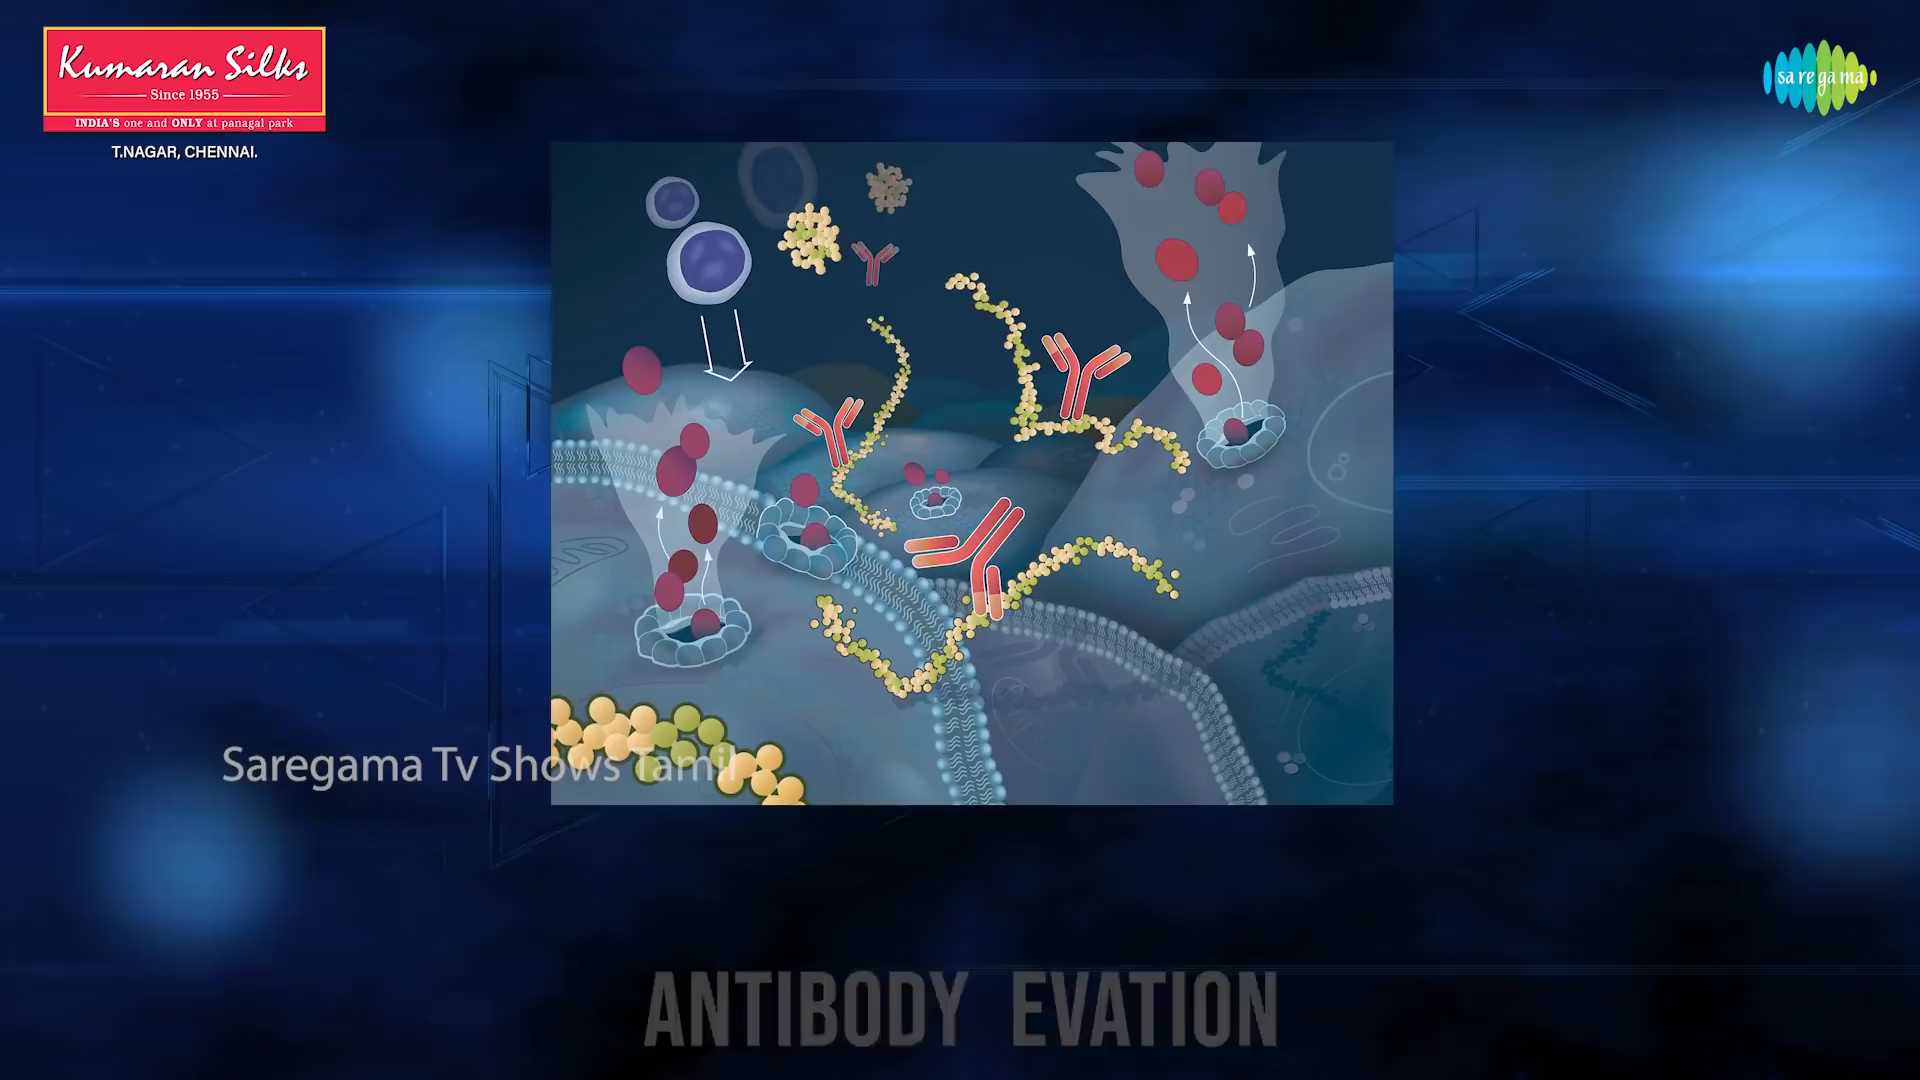 Kumaran Silks
Since 1955
INDIA'S one and ONLY at panagal park
T.NAGAR, CHENNAI.
sa re ga ma
Saregama Tv Shows Tamil
ANTIBODY EVATION